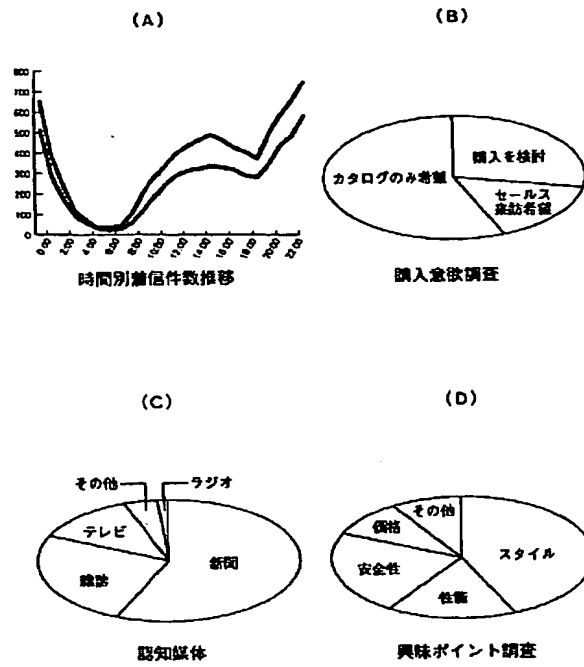 (A)
(B)
800
700
600
500
400
300
200
100
0
0:00
2:00
4:00
6:00
8:00
10:00
12:00
14:00
16:00
18:00
20:00
22:00
時間別着信件数推移
購入を検討
カタログのみ希望
セールス
来訪希望
購入意欲調査
(C)
(D)
その他
ラジオ
テレビ
新聞
雑誌
認知媒体
その他
価格
スタイル
安全性
性能
興味ポイント調査